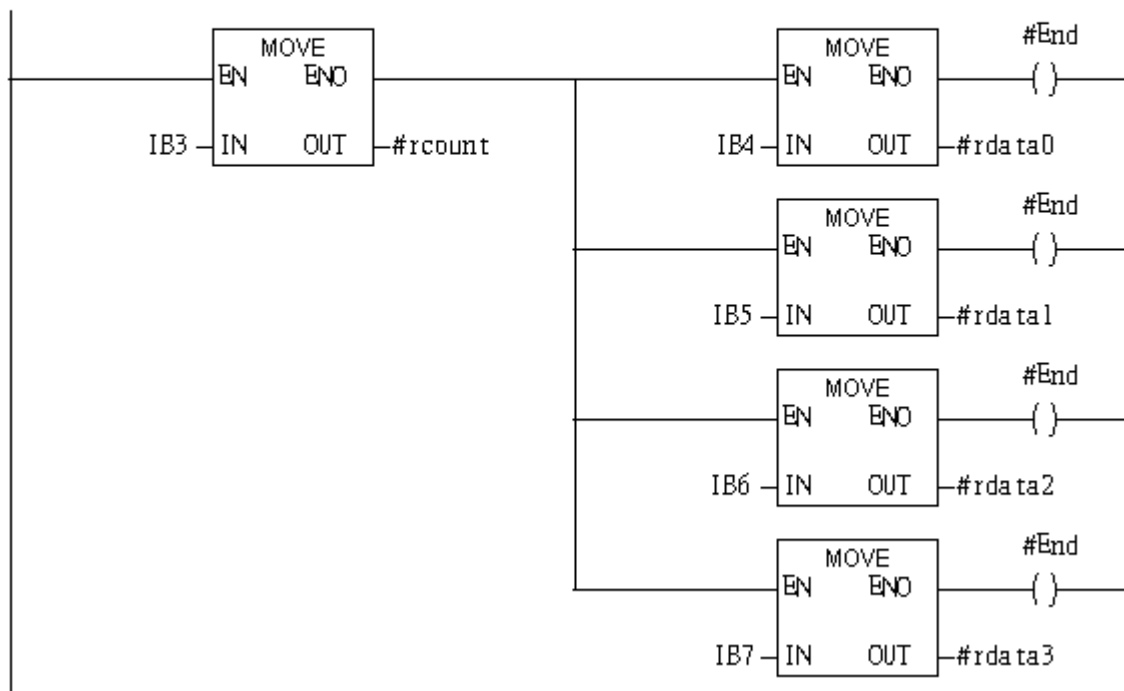 MOVE
EN ENO
IB3 IN OUT #rcount
MOVE #End
EN ENO ( )
IB4 IN OUT #rdata0
MOVE #End
EN ENO ( )
IB5 IN OUT #rdata1
MOVE #End
EN ENO ( )
IB6 IN OUT #rdata2
MOVE #End
EN ENO ( )
IB7 IN OUT #rdata3